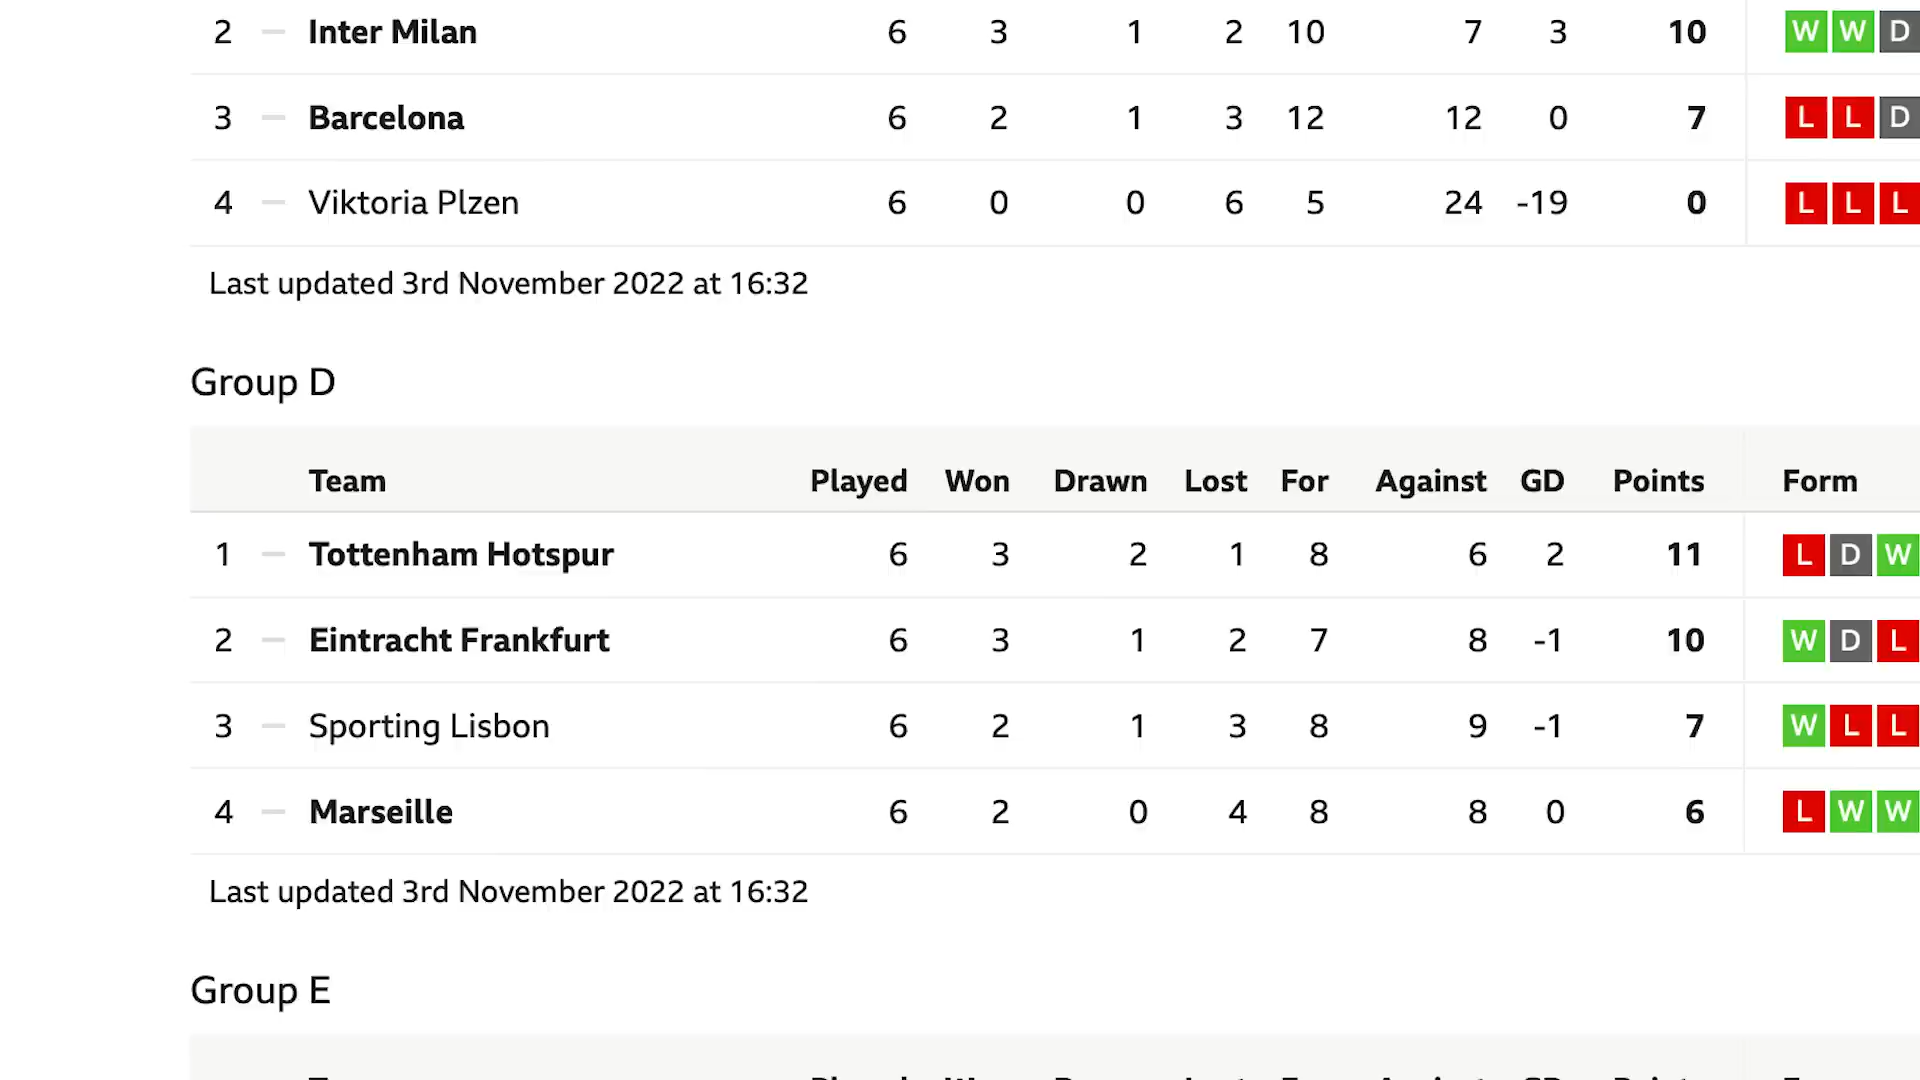 2 Inter Milan 6 3 1 2 10 7 3 10 W W D
3 Barcelona 6 2 1 3 12 12 0 7 L L D
4 Viktoria Plzen 6 0 0 6 5 24 -19 0 L L L
Last updated 3rd November 2022 at 16:32
Group D
Team Played Won Drawn Lost For Against GD Points Form
1 Tottenham Hotspur 6 3 2 1 8 6 2 11 L D W
2 Eintracht Frankfurt 6 3 1 2 7 8 -1 10 W D L
3 Sporting Lisbon 6 2 1 3 8 9 -1 7 W L L
4 Marseille 6 2 0 4 8 8 0 6 L W W
Last updated 3rd November 2022 at 16:32
Group E